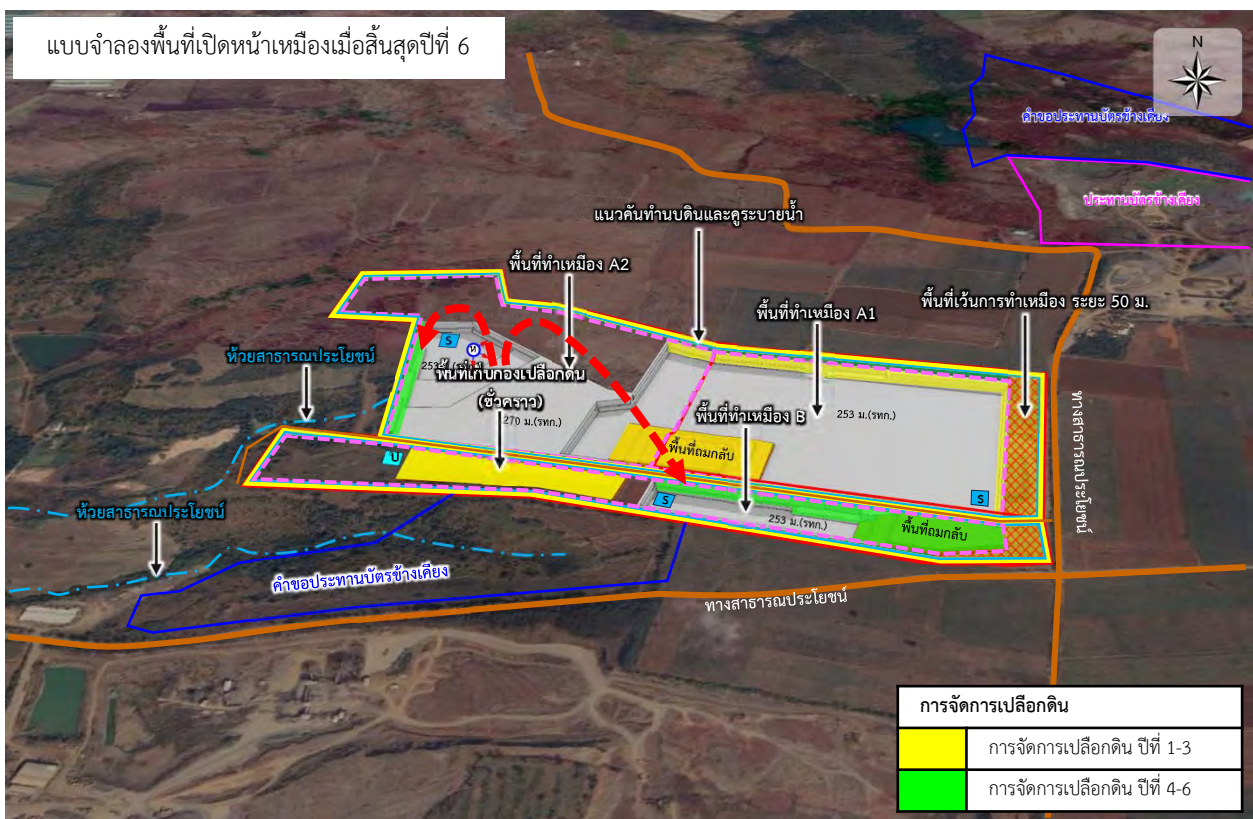 แบบจำลองพื้นที่เปิดหน้าเหมืองเมื่อสิ้นสุดปีที่ 6
N
คำขอประทานบัตรข้างเคียง
ประทานบัตรข้างเคียง
แนวคันทำนบดินและคูระบายน้ำ
พื้นที่ทำเหมือง A2
พื้นที่เว้นการทำเหมือง ระยะ 50 ม.
พื้นที่ทำเหมือง A1
ห้วยสาธารณประโยชน์
S
ห
พื้นที่เก็บกองเปลือกดิน
(ชั่วคราว)
270 ม.(รทก.)
253 ม.(รทก.)
พื้นที่ทำเหมือง B
ทางสาธารณประโยชน์
พื้นที่ถมกลับ
บ
S
S
253 ม.(รทก.)
พื้นที่ถมกลับ
ห้วยสาธารณประโยชน์
คำขอประทานบัตรข้างเคียง
ทางสาธารณประโยชน์
การจัดการเปลือกดิน
การจัดการเปลือกดิน ปีที่ 1-3
การจัดการเปลือกดิน ปีที่ 4-6